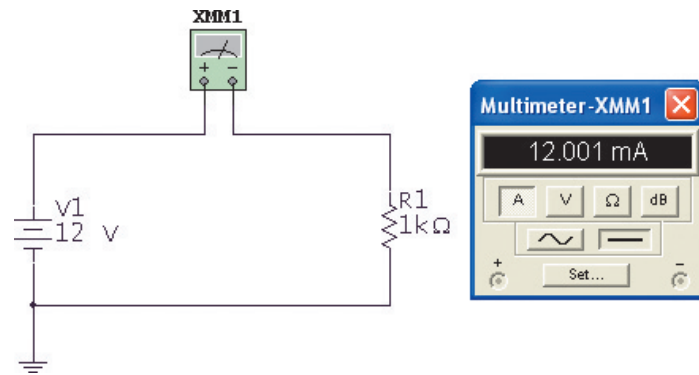 XMM1
+ −
V1
12 V
R1
1kΩ
Multimeter-XMM1
12.001 mA
A V Ω dB
+ −
Set...